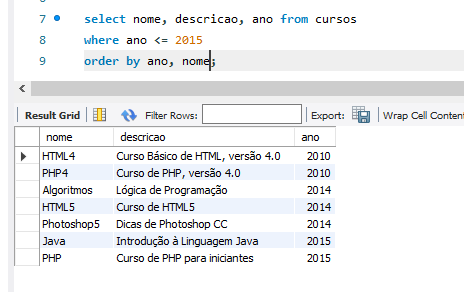 7 select nome, descricao, ano from cursos
8 where ano <= 2015
9 order by ano, nome;
Result Grid Filter Rows: Export: Wrap Cell Conten
nome descricao ano
HTML4 Curso Básico de HTML, versão 4.0 2010
PHP4 Curso de PHP, versão 4.0 2010
Algoritmos Lógica de Programação 2014
HTML5 Curso de HTML5 2014
Photoshop5 Dicas de Photoshop CC 2014
Java Introdução à Linguagem Java 2015
PHP Curso de PHP para iniciantes 2015